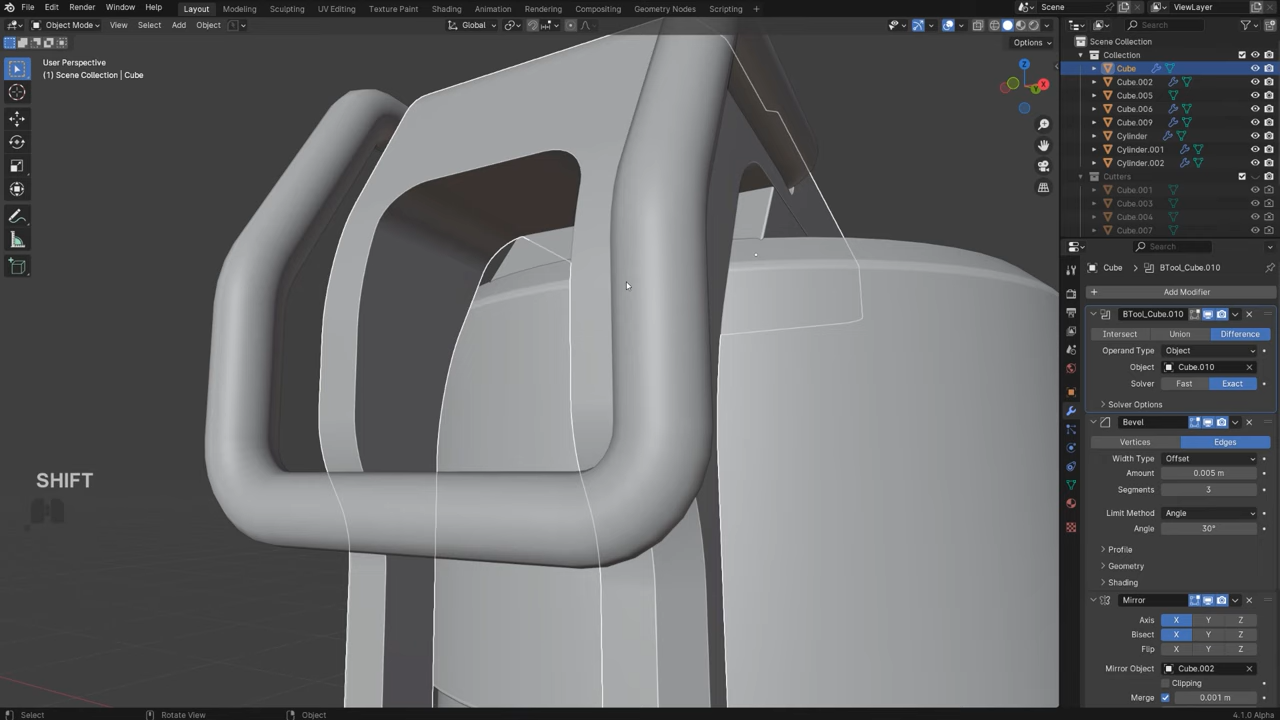 File Edit Render Window Help Layout Modeling Sculpting UV Editing Texture Paint Shading Animation Rendering Compositing Geometry Nodes Scripting Scene ViewLayer
Object Mode View Select Add Object Global Search
Options
User Perspective
(1) Scene Collection | Cube
Z
X
Y
SHIFT
Scene Collection
Collection
Cube
Cube.002
Cube.005
Cube.006
Cube.009
Cylinder
Cylinder.001
Cylinder.002
Cutters
Cube.001
Cube.003
Cube.004
Cube.007
Search
Cube > BTool_Cube.010
+ Add Modifier
BTool_Cube.010
Intersect Union Difference
Operand Type Object
Object Cube.010
Solver Fast Exact
Solver Options
Bevel
Vertices Edges
Width Type Offset
Amount 0.005 m
Segments 3
Limit Method Angle
Angle 30°
Profile
Geometry
Shading
Mirror
Axis X Y Z
Bisect X Y Z
Flip X Y Z
Mirror Object Cube.002
Clipping
Merge 0.001 m
Select Rotate View Object 4.1.0 Alpha